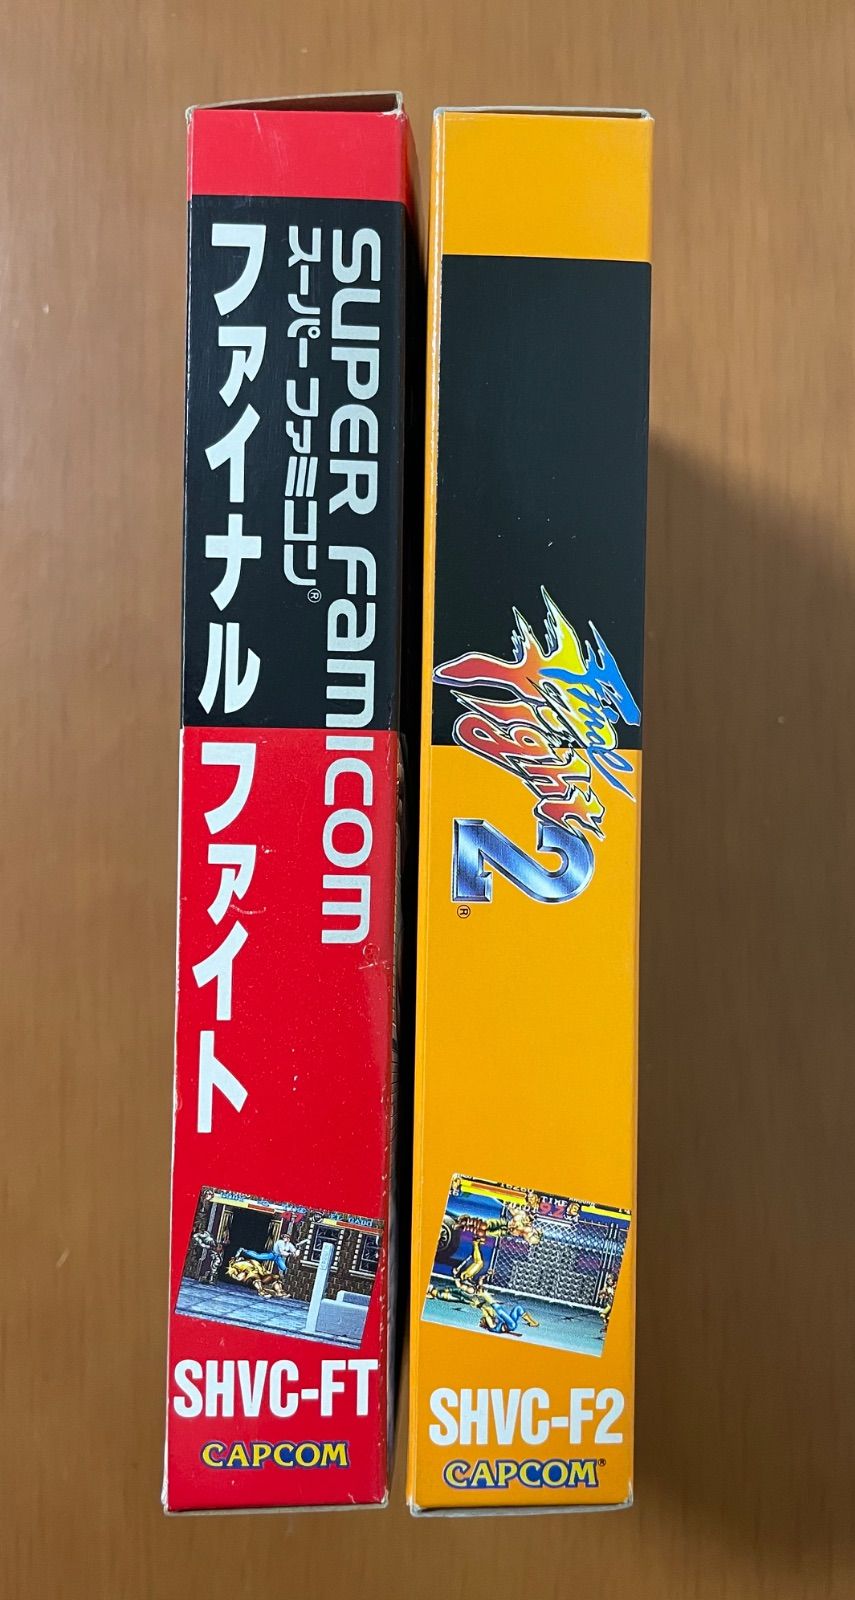 SUPER Famicom
スーパーファミコン®
ファイナルファイト
SHVC-FT
CAPCOM
Final
Fight
2
®
SHVC-F2
CAPCOM®